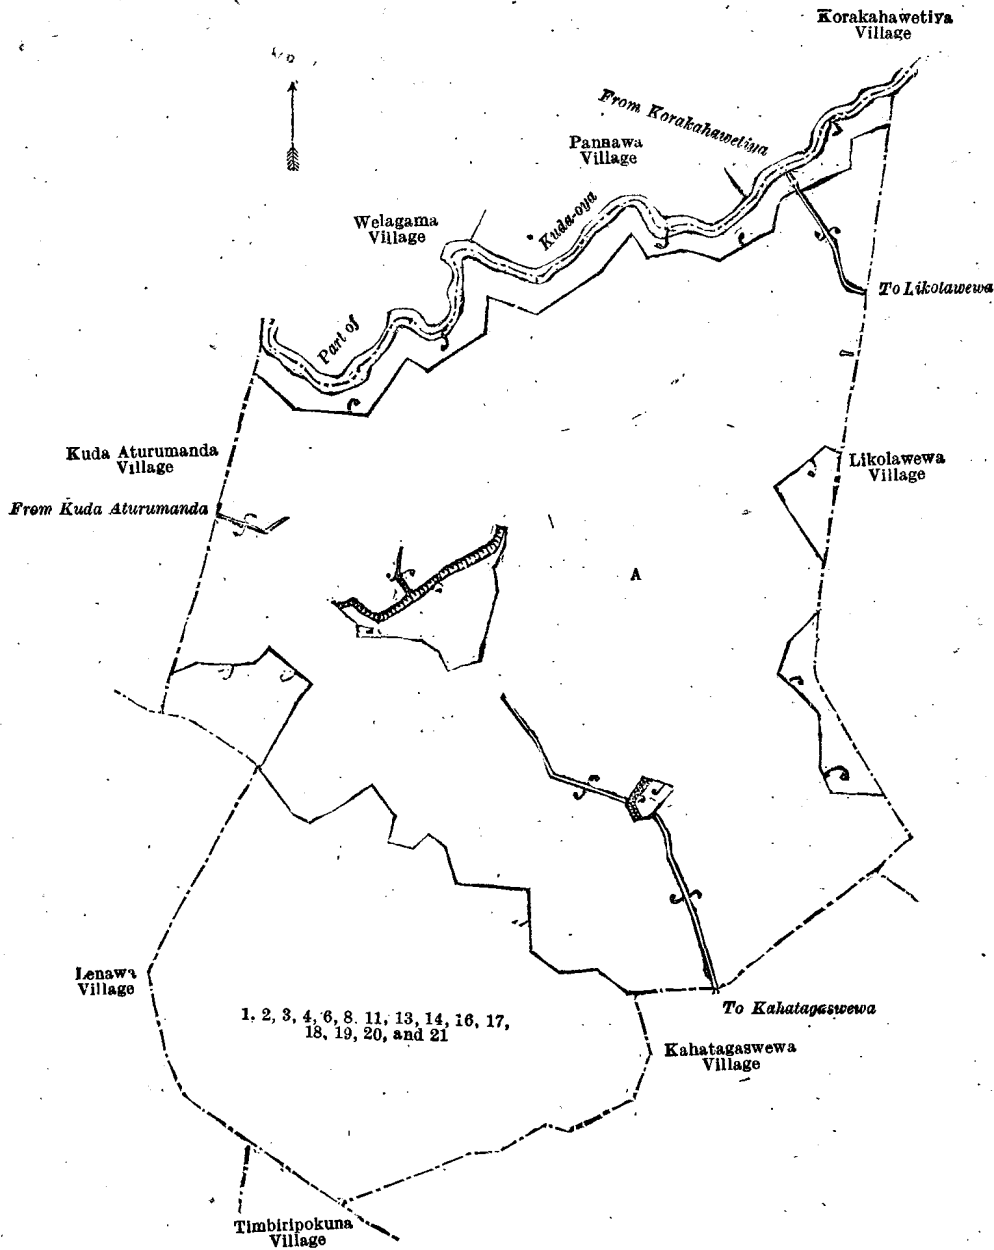 Korakahawetiya
Village
From Korakahawetiya
Pannawa
Village
Welagama
Village
Kuda-oya
Part of
To Likolawewa
Kuda Aturumanda
Village
Likolawewa
Village
From Kuda Aturumanda
A
Lenawa
Village
To Kahatagaswewa
1, 2, 3, 4, 6, 8. 11, 13, 14, 16, 17,
18, 19, 20, and 21
Kahatagaswewa
Village
Timbiripokuna
Village